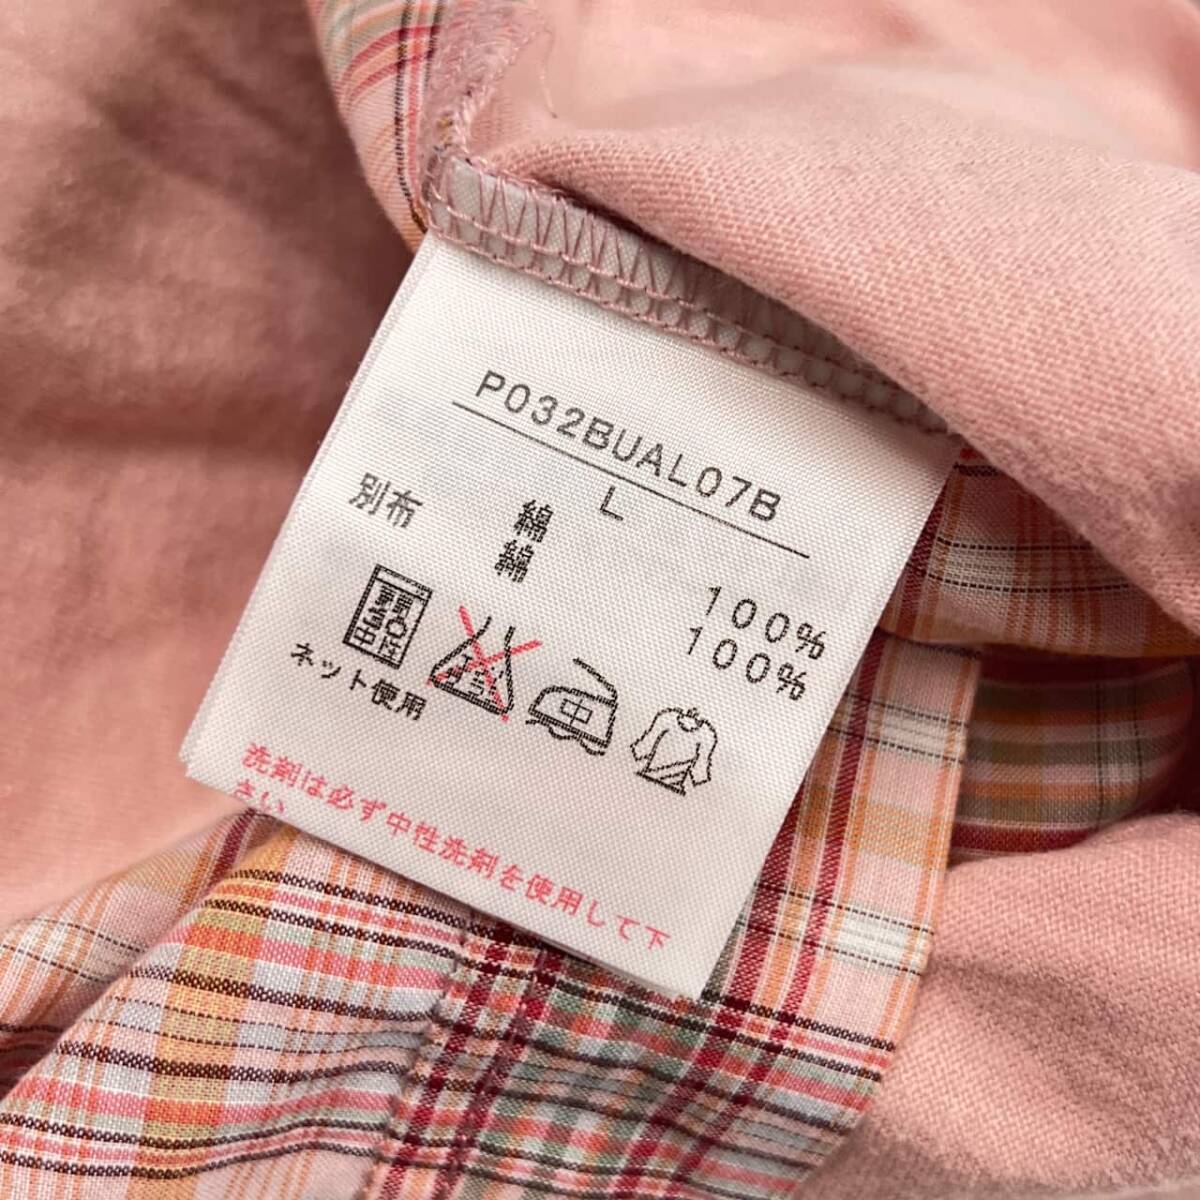 P032BUAL07B
L
綿 100%
別布 綿 100%
中
ネット使用
洗剤は必ず中性洗剤を使用して下
さい